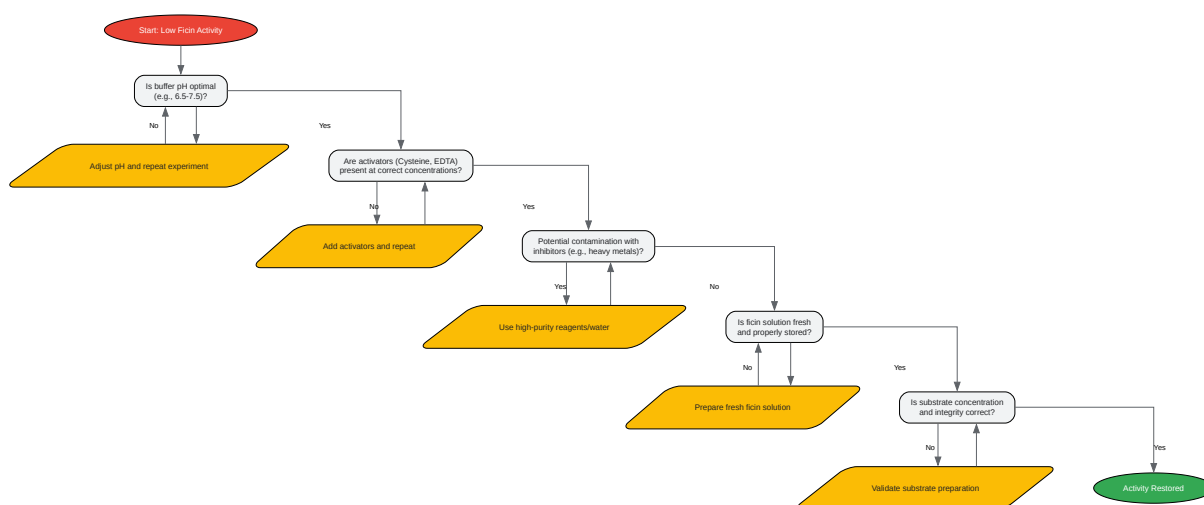 Start: Low Ficin Activity
Is buffer pH optimal
(e.g., 6.5-7.5)?
No
Yes
Adjust pH and repeat experiment
Are activators (Cysteine, EDTA)
present at correct concentrations?
No
Yes
Add activators and repeat
Potential contamination with
inhibitors (e.g., heavy metals)?
Yes
No
Use high-purity reagents/water
Is ficin solution fresh
and properly stored?
No
Yes
Prepare fresh ficin solution
Is substrate concentration
and integrity correct?
No
Yes
Validate substrate preparation
Activity Restored